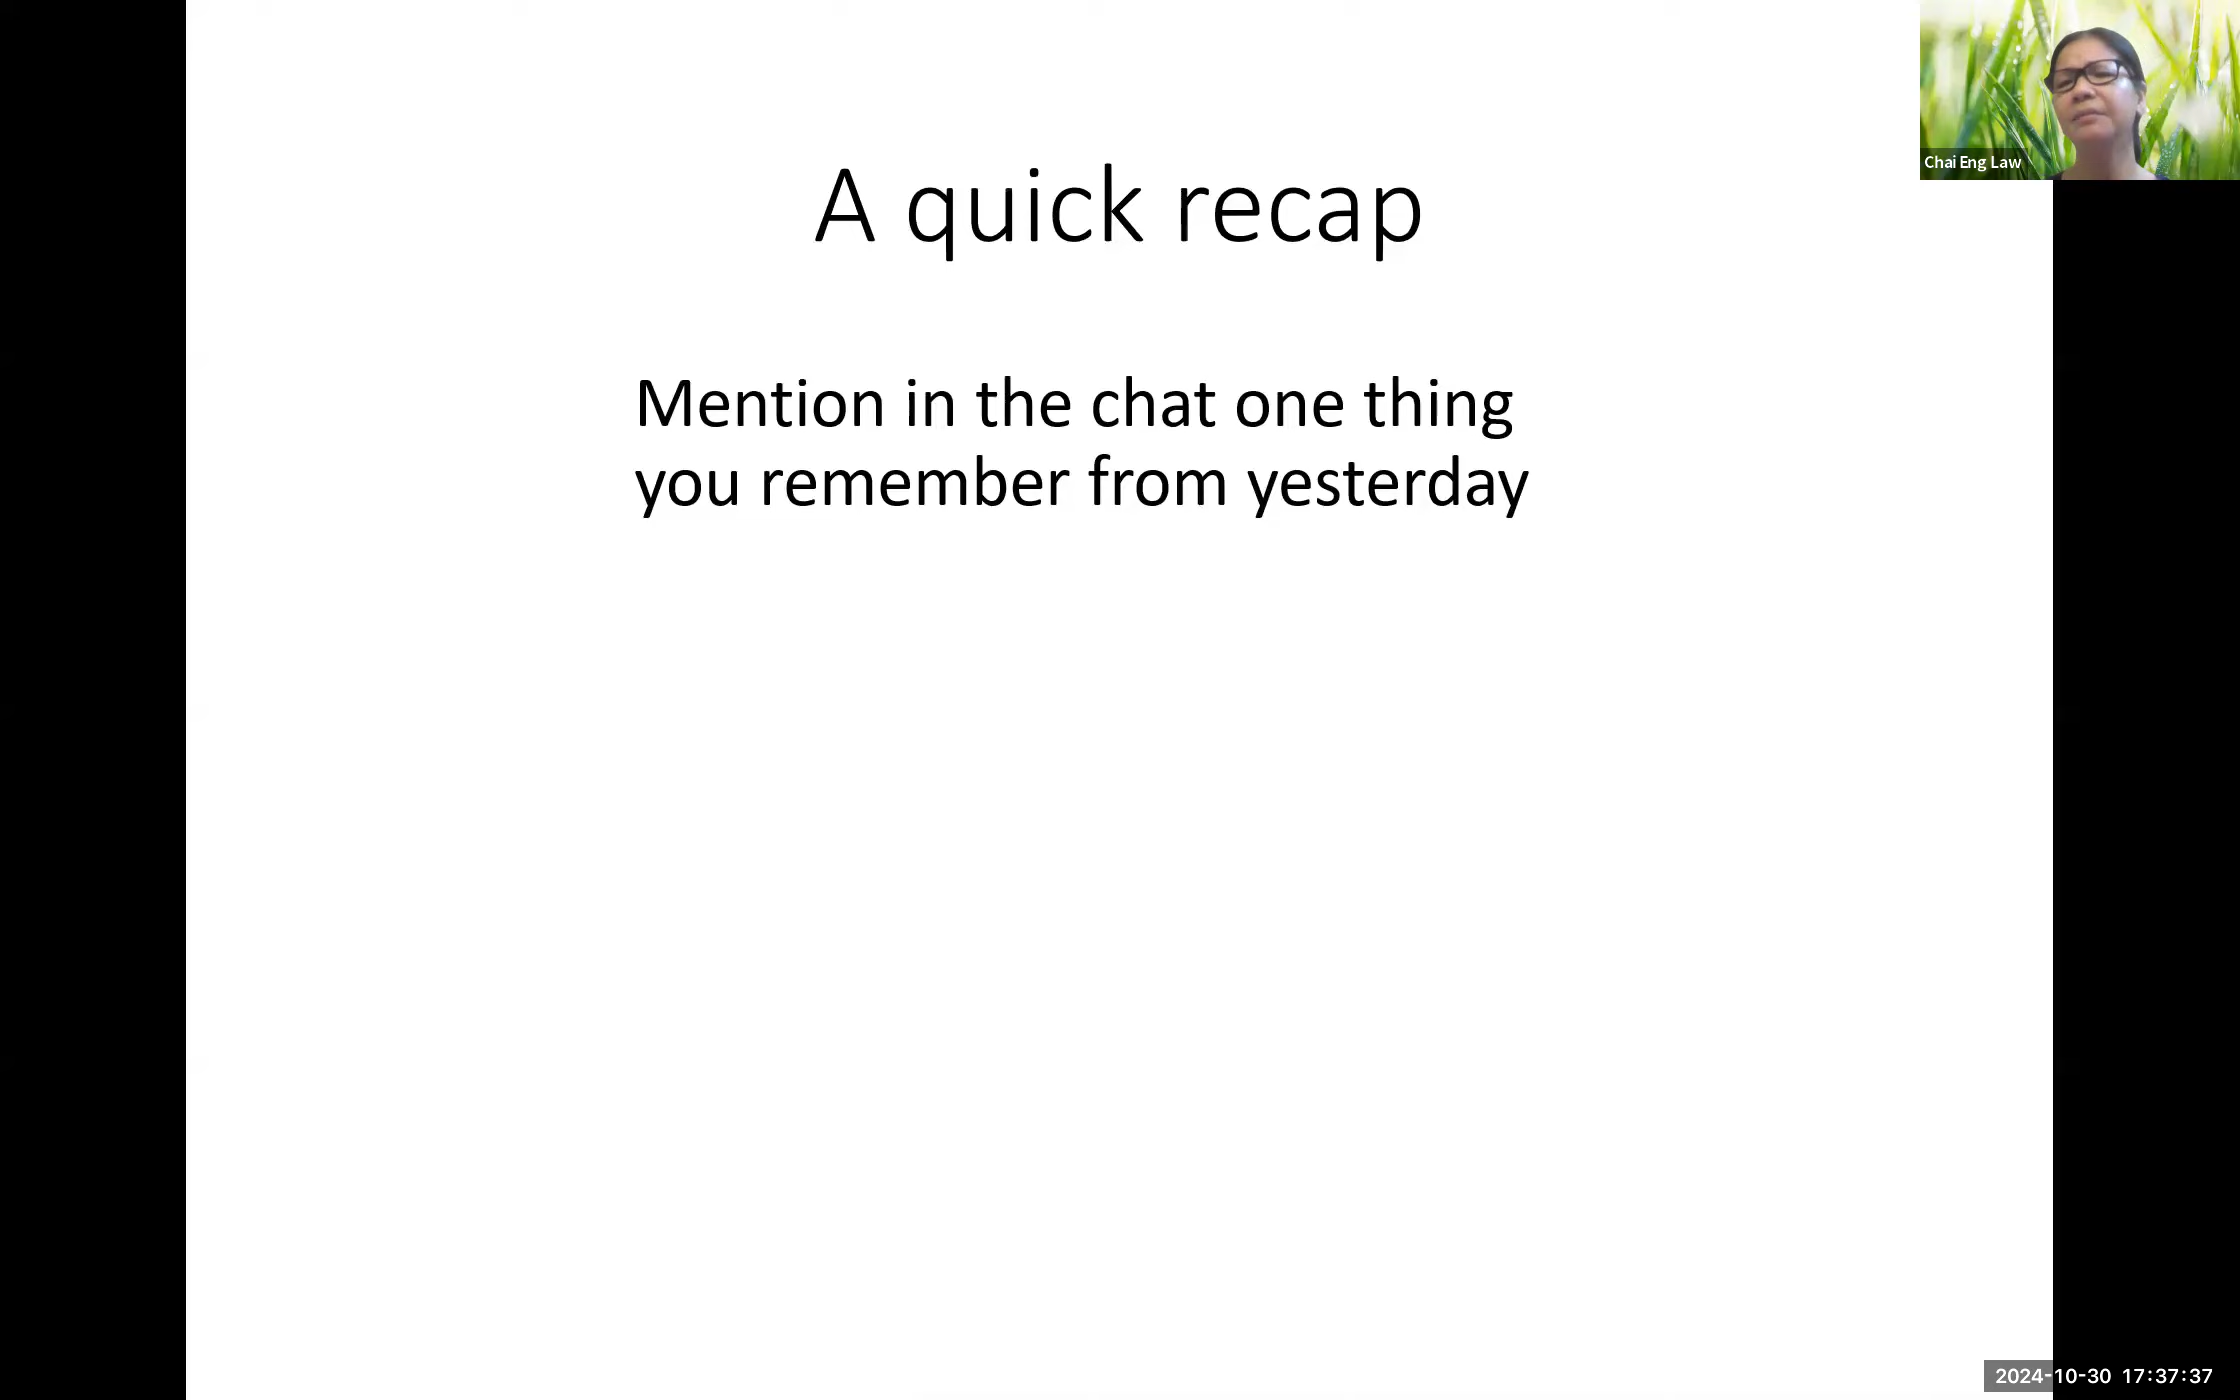 A quick recap
Mention in the chat one thing
you remember from yesterday
Chai Eng Law
2024-10-30 17:37:37